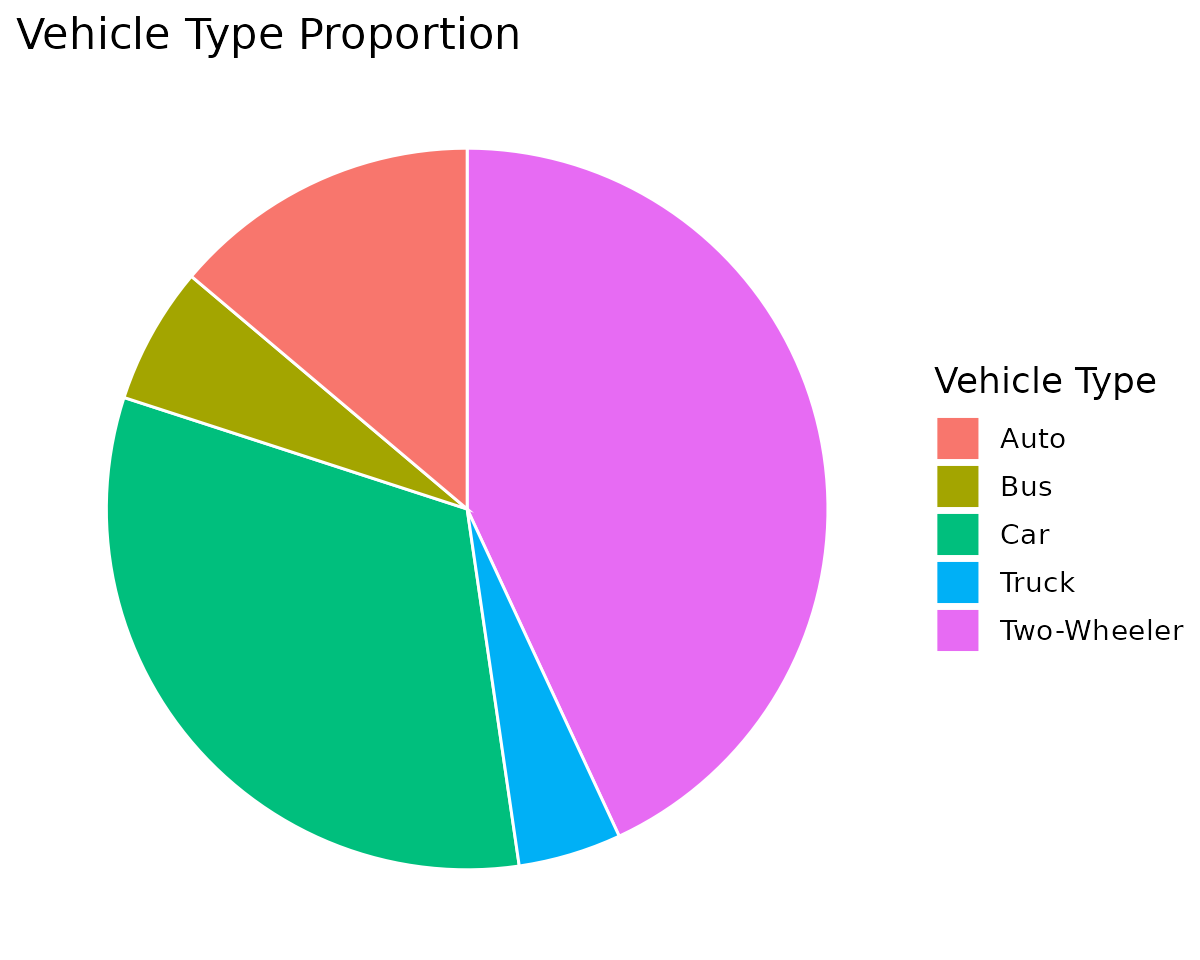 Vehicle Type Proportion
Vehicle Type
Auto
Bus
Car
Truck
Two-Wheeler